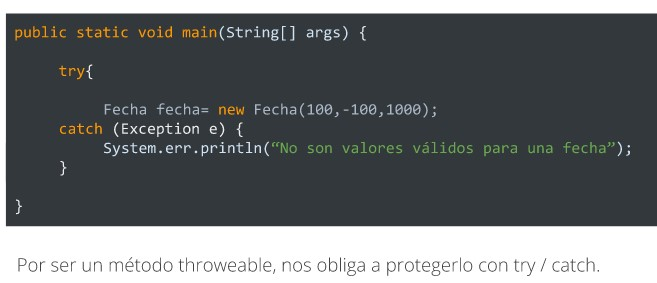 public static void main(String[] args) {
try{
Fecha fecha= new Fecha(100,-100,1000);
catch (Exception e) {
System.err.println(“No son valores válidos para una fecha”);
}
}
Por ser un método throweable, nos obliga a protegerlo con try / catch.